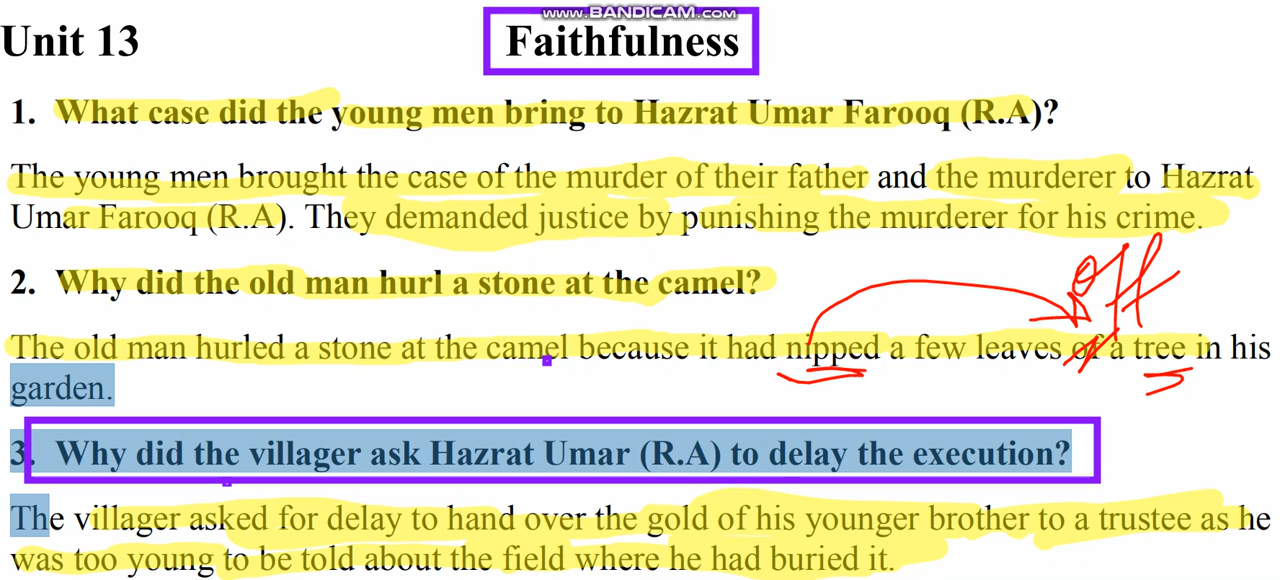 www.BANDICAM.com
Unit 13
Faithfulness
1. What case did the young men bring to Hazrat Umar Farooq (R.A)?
The young men brought the case of the murder of their father and the murderer to Hazrat
Umar Farooq (R.A). They demanded justice by punishing the murderer for his crime.
2. Why did the old man hurl a stone at the camel?
off
The old man hurled a stone at the camel because it had nipped a few leaves of a tree in his
garden.
3. Why did the villager ask Hazrat Umar (R.A) to delay the execution?
The villager asked for delay to hand over the gold of his younger brother to a trustee as he
was too young to be told about the field where he had buried it.